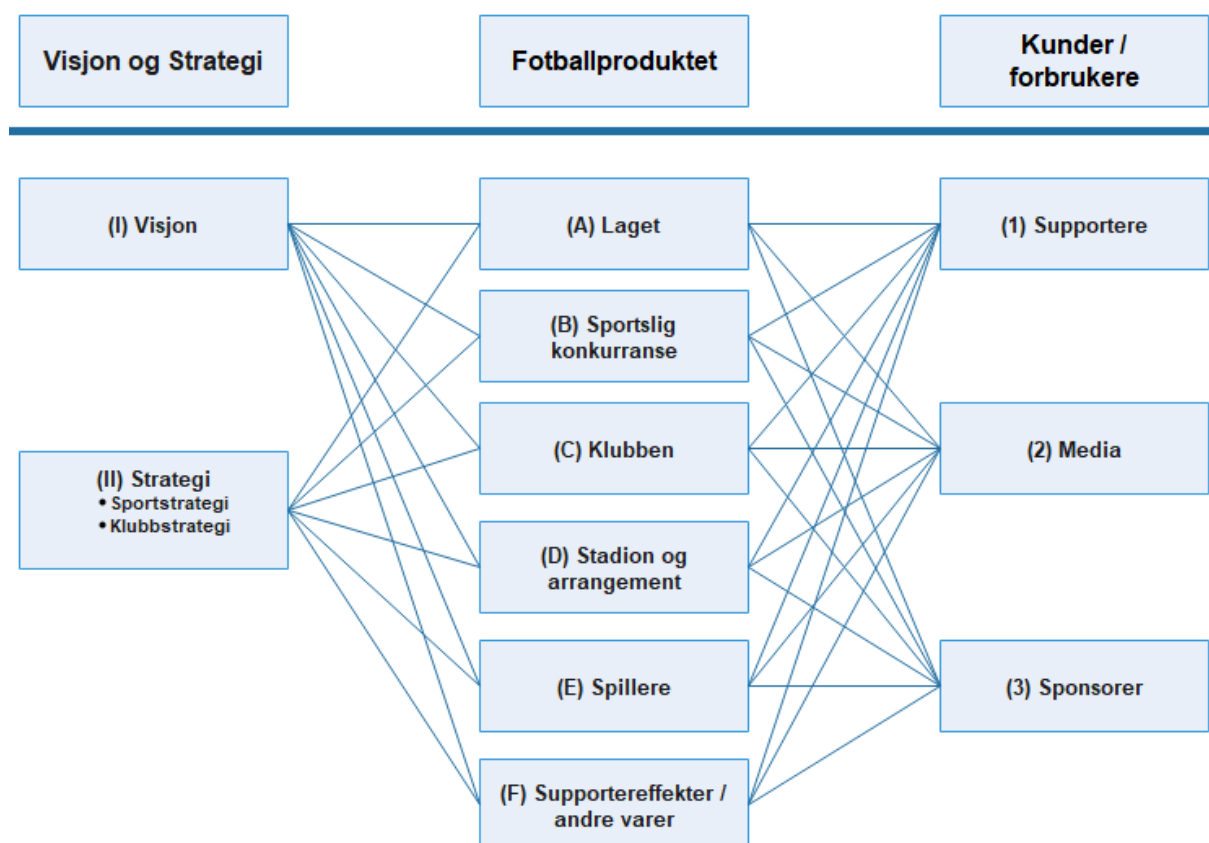 Visjon og Strategi
Fotballproduktet
Kunder /
forbrukere
(I) Visjon
(A) Laget
(1) Supportere
(B) Sportslig
konkurranse
(C) Klubben
(2) Media
(II) Strategi
• Sportstrategi
• Klubbstrategi
(D) Stadion og
arrangement
(E) Spillere
(3) Sponsorer
(F) Supportereffekter /
andre varer